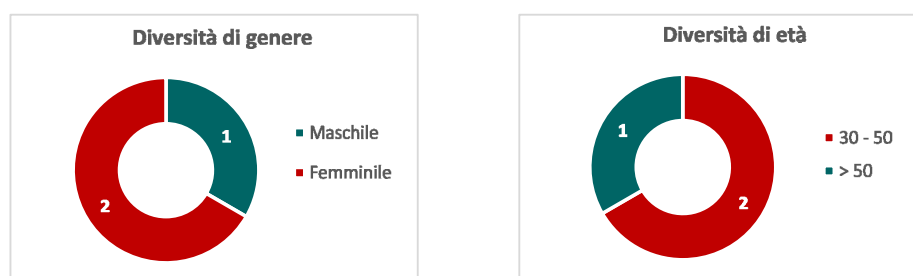 Diversità di genere
1
2
Maschile
Femminile
Diversità di età
1
2
30 - 50
> 50